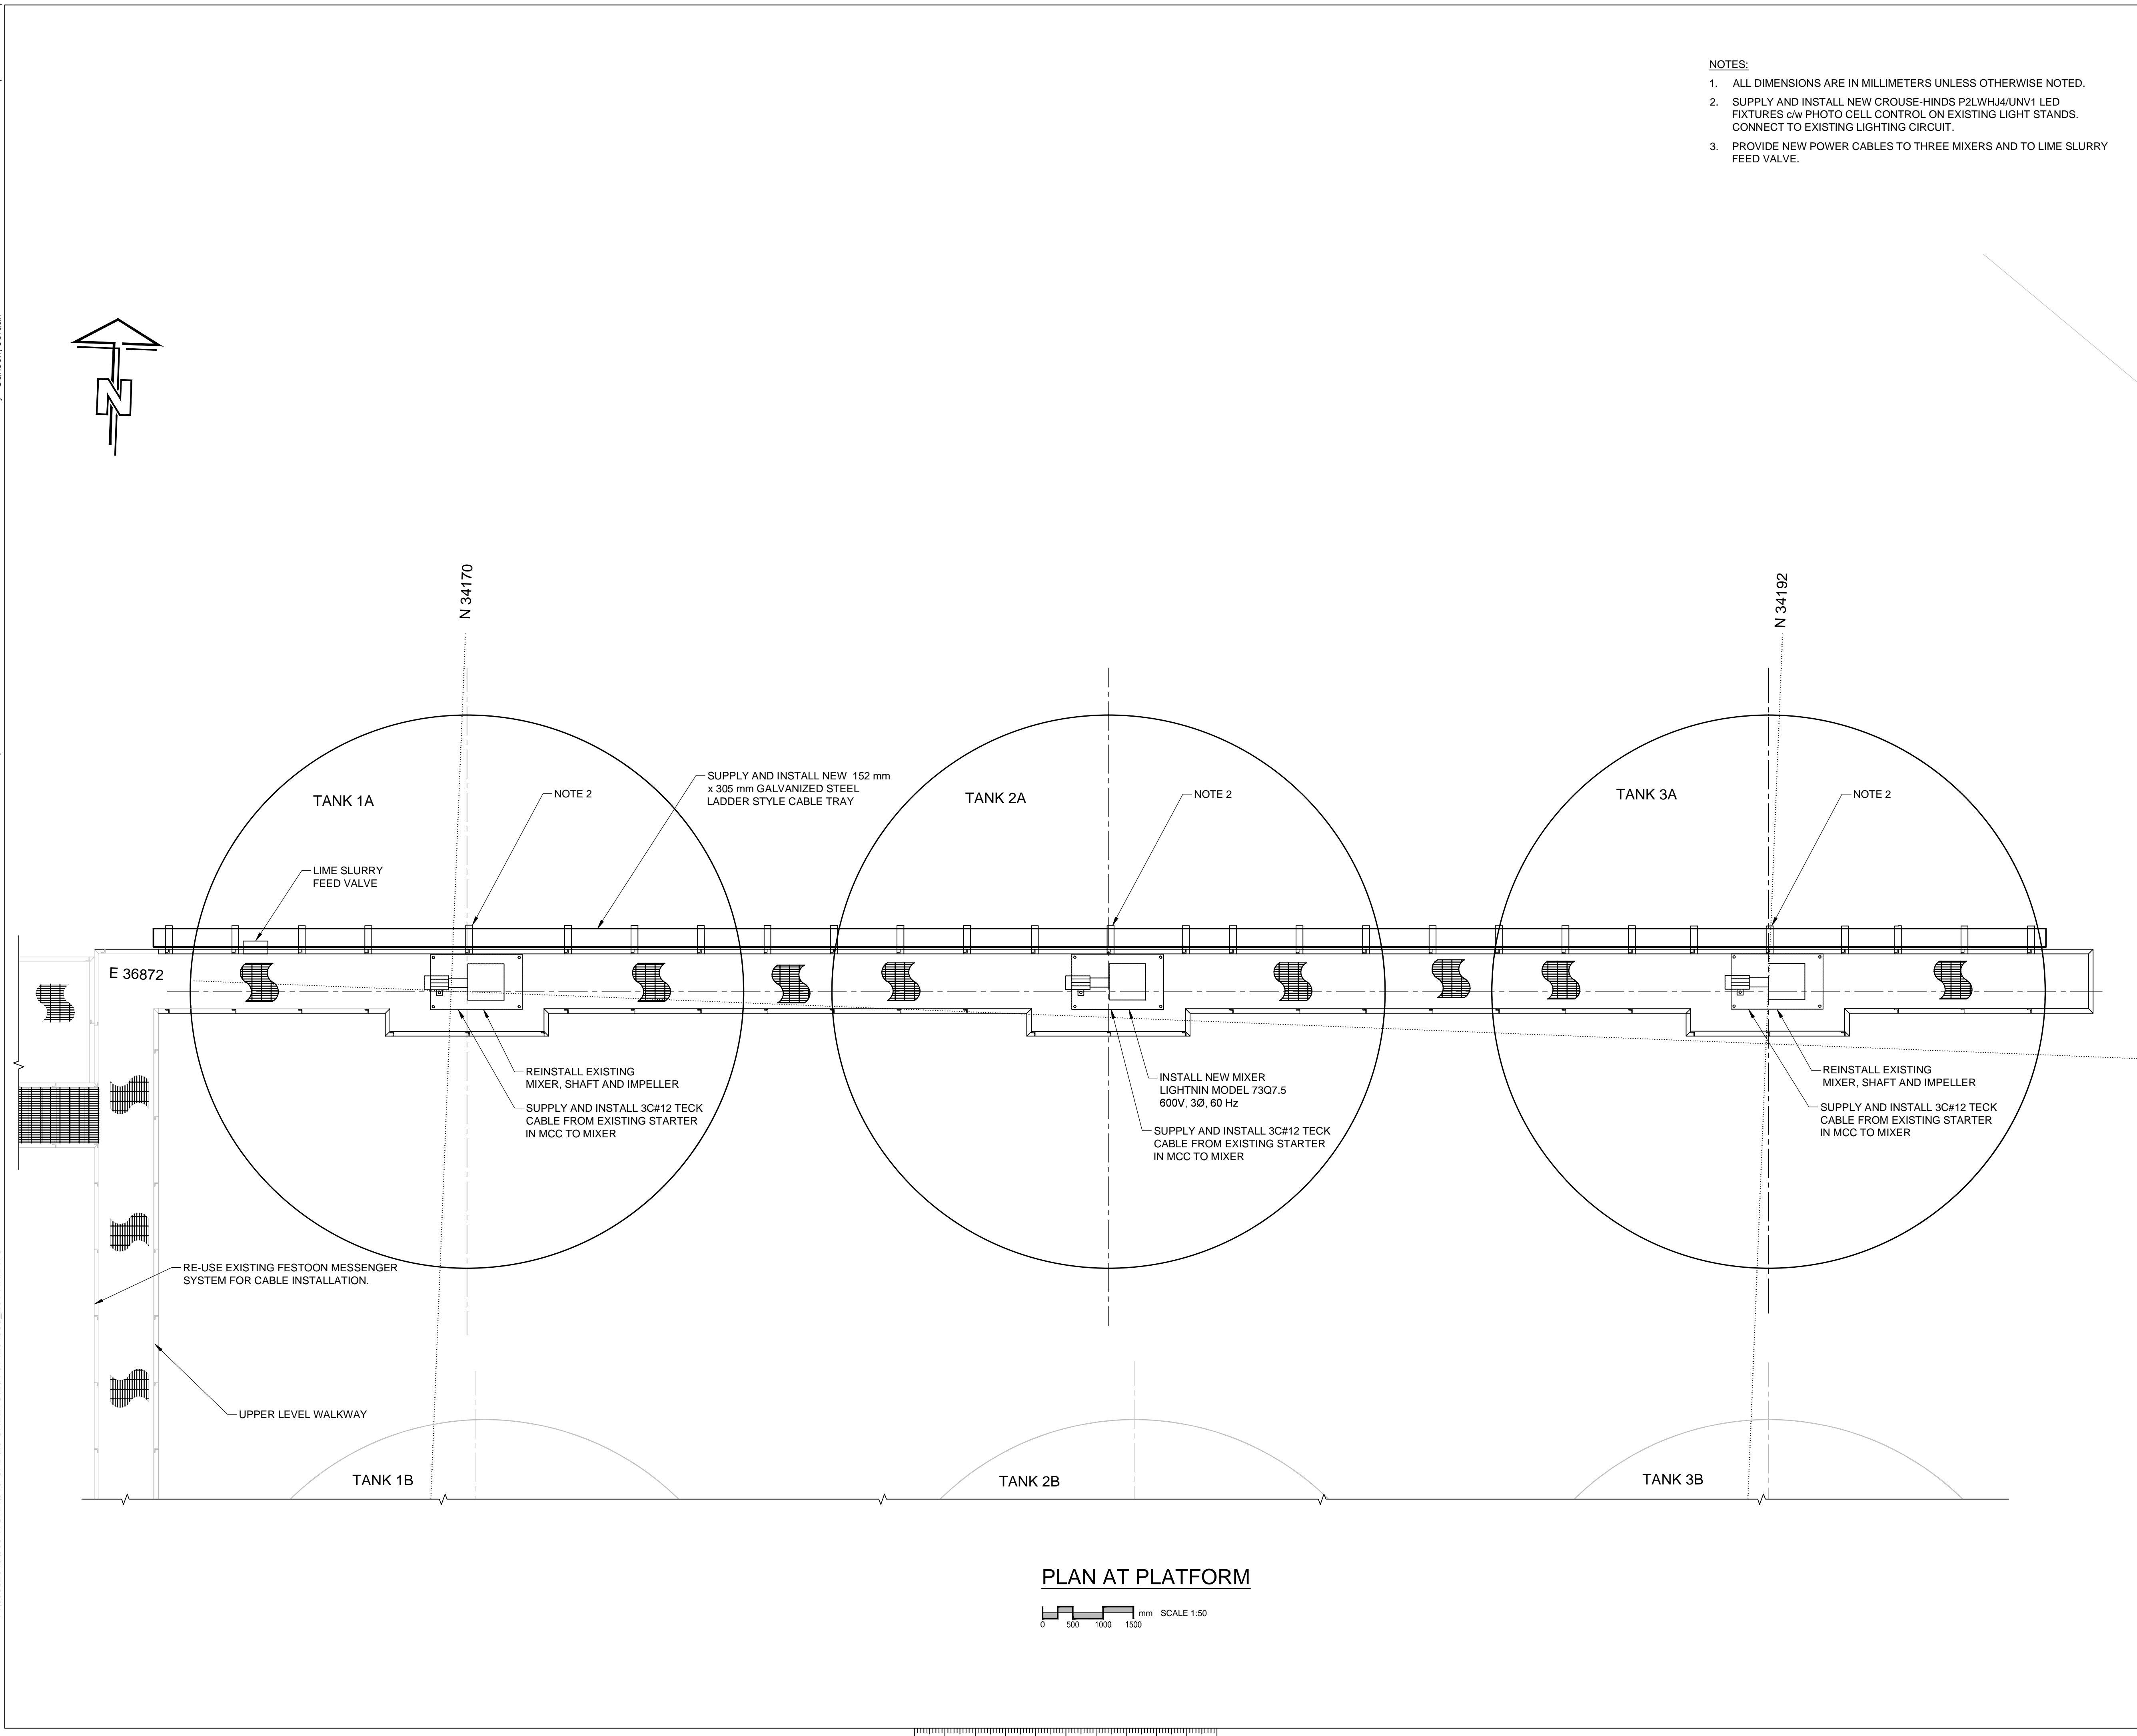 NOTES:
1. ALL DIMENSIONS ARE IN MILLIMETERS UNLESS OTHERWISE NOTED.
2. SUPPLY AND INSTALL NEW CROUSE-HINDS P2LWHJ4/UNV1 LED
FIXTURES c/w PHOTO CELL CONTROL ON EXISTING LIGHT STANDS.
CONNECT TO EXISTING LIGHTING CIRCUIT.
3. PROVIDE NEW POWER CABLES TO THREE MIXERS AND TO LIME SLURRY
FEED VALVE.
N
N 34170
N 34192
TANK 1A
NOTE 2
SUPPLY AND INSTALL NEW 152 mm
x 305 mm GALVANIZED STEEL
LADDER STYLE CABLE TRAY
TANK 2A
NOTE 2
TANK 3A
NOTE 2
LIME SLURRY
FEED VALVE
E 36872
REINSTALL EXISTING
MIXER, SHAFT AND IMPELLER
SUPPLY AND INSTALL 3C#12 TECK
CABLE FROM EXISTING STARTER
IN MCC TO MIXER
INSTALL NEW MIXER
LIGHTNIN MODEL 73Q7.5
600V, 3Ø, 60 Hz
SUPPLY AND INSTALL 3C#12 TECK
CABLE FROM EXISTING STARTER
IN MCC TO MIXER
REINSTALL EXISTING
MIXER, SHAFT AND IMPELLER
SUPPLY AND INSTALL 3C#12 TECK
CABLE FROM EXISTING STARTER
IN MCC TO MIXER
RE-USE EXISTING FESTOON MESSENGER
SYSTEM FOR CABLE INSTALLATION.
UPPER LEVEL WALKWAY
TANK 1B
TANK 2B
TANK 3B
PLAN AT PLATFORM
mm SCALE 1:50
0 500 1000 1500